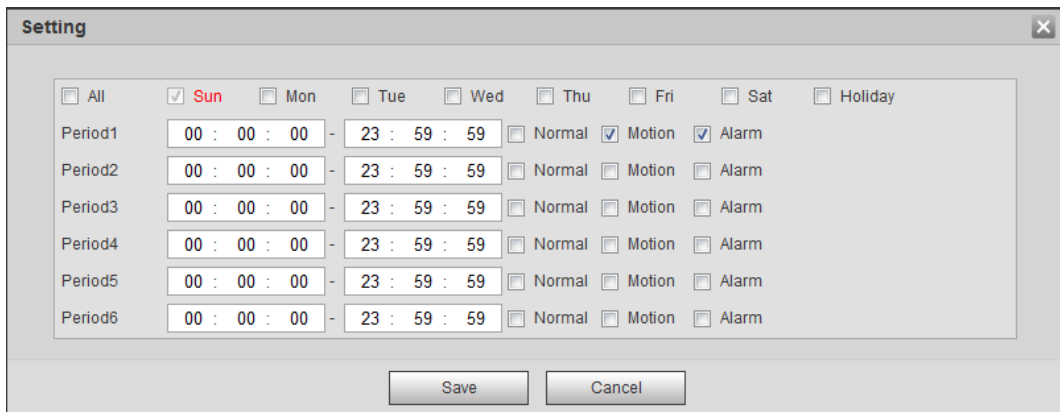 Setting
All Sun Mon Tue Wed Thu Fri Sat Holiday
Period1 00 : 00 : 00 - 23 : 59 : 59 Normal Motion Alarm
Period2 00 : 00 : 00 - 23 : 59 : 59 Normal Motion Alarm
Period3 00 : 00 : 00 - 23 : 59 : 59 Normal Motion Alarm
Period4 00 : 00 : 00 - 23 : 59 : 59 Normal Motion Alarm
Period5 00 : 00 : 00 - 23 : 59 : 59 Normal Motion Alarm
Period6 00 : 00 : 00 - 23 : 59 : 59 Normal Motion Alarm
Save Cancel